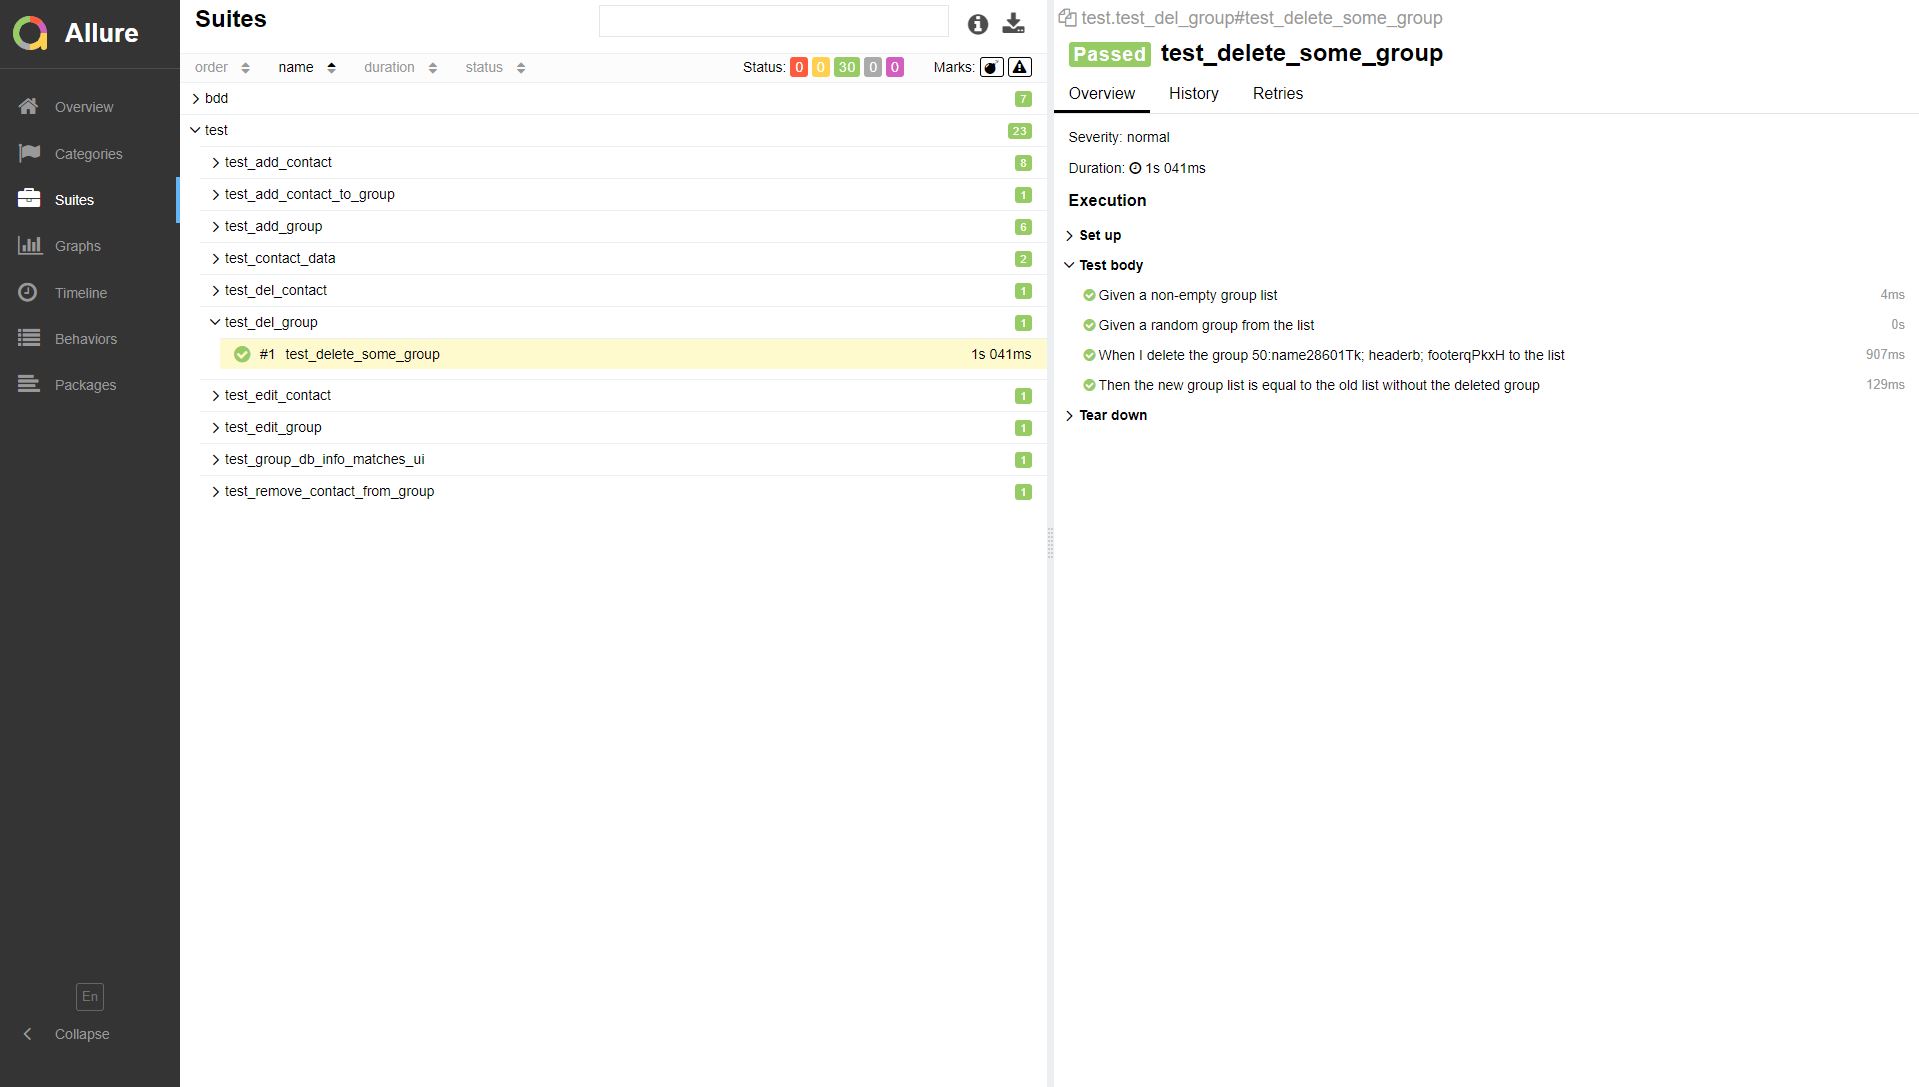 Allure
Overview
Categories
Suites
Graphs
Timeline
Behaviors
Packages
En
Collapse
Suites
order name duration status Status: 0 0 30 0 0 Marks:
bdd 7
test 23
test_add_contact 8
test_add_contact_to_group 1
test_add_group 6
test_contact_data 2
test_del_contact 1
test_del_group 1
#1 test_delete_some_group 1s 041ms
test_edit_contact 1
test_edit_group 1
test_group_db_info_matches_ui 1
test_remove_contact_from_group 1
test.test_del_group#test_delete_some_group
Passed test_delete_some_group
Overview History Retries
Severity: normal
Duration: 1s 041ms
Execution
Set up
Test body
Given a non-empty group list 4ms
Given a random group from the list 0s
When I delete the group 50:name28601Tk; headerb; footerqPkxH to the list 907ms
Then the new group list is equal to the old list without the deleted group 129ms
Tear down